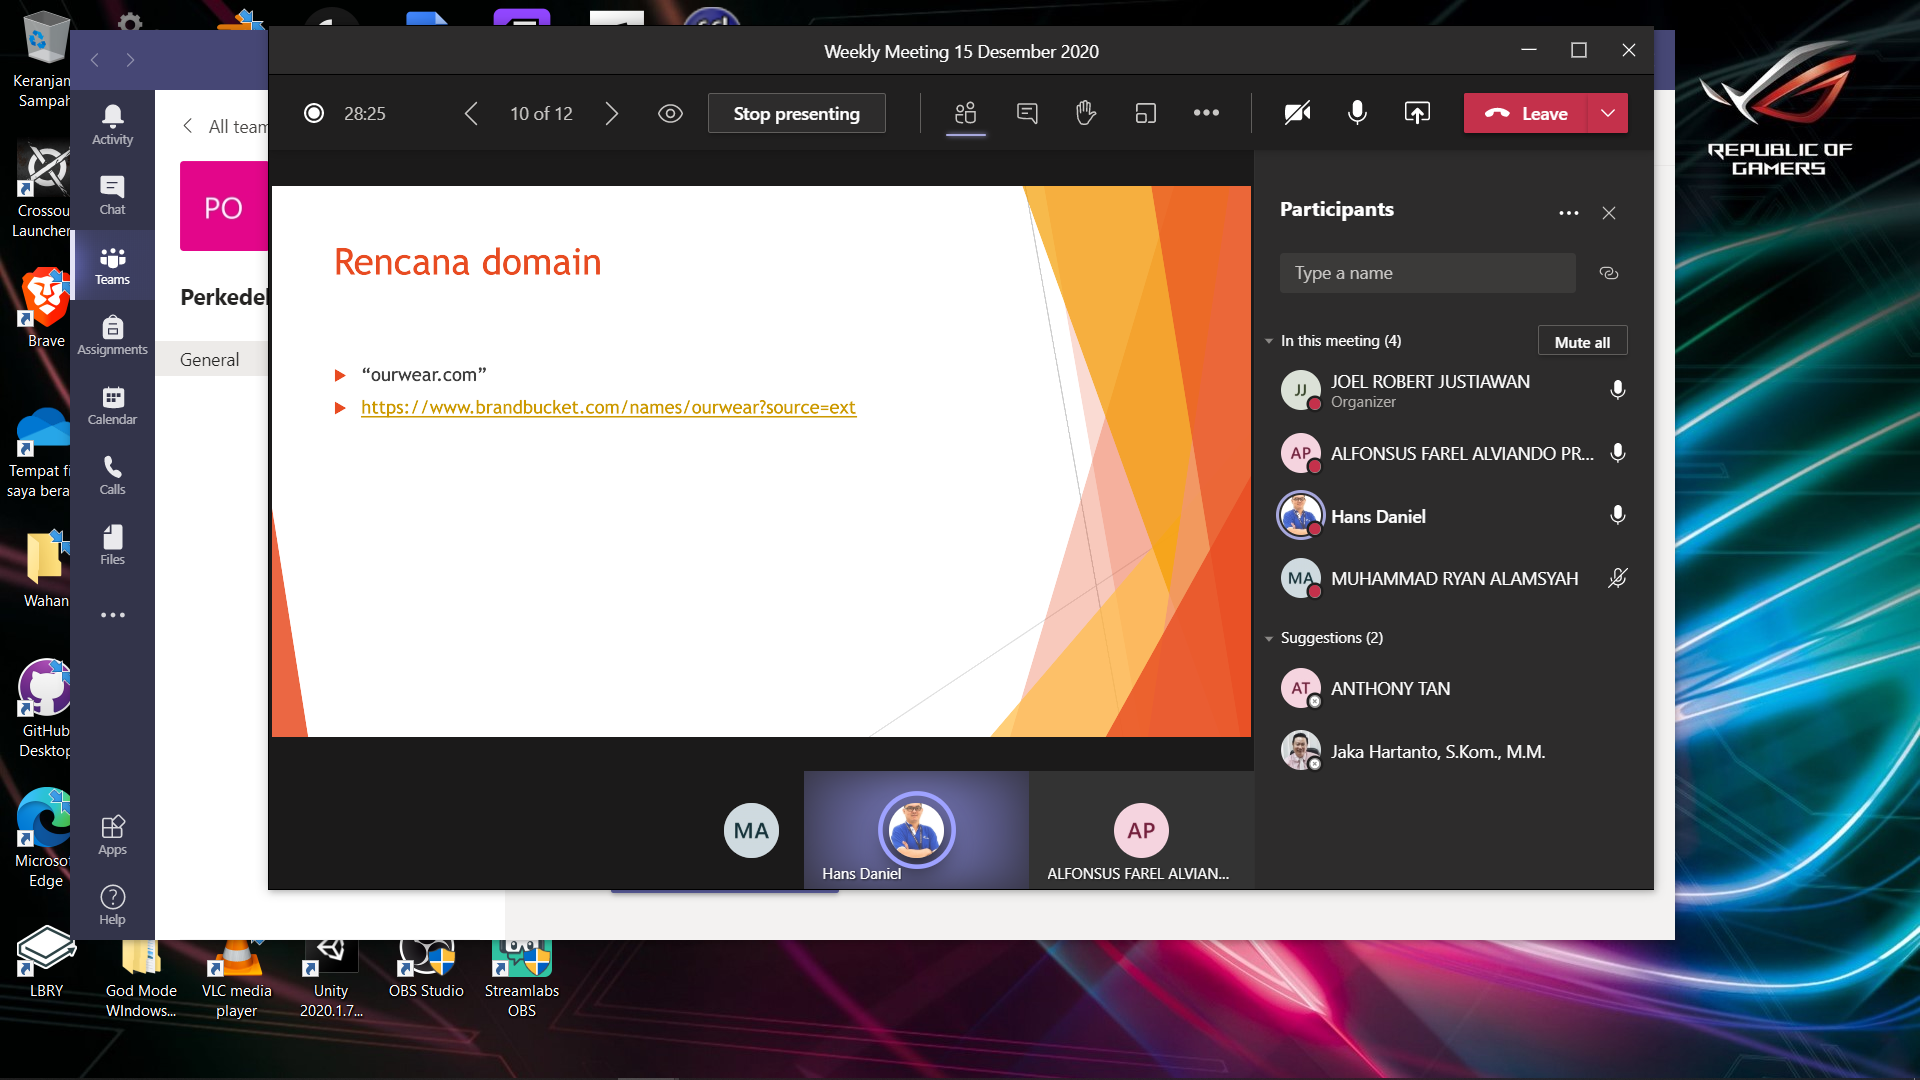 Keranjan
Sampah
Crossou
Launcher
Brave
Tempat fi
saya bera
Wahan
GitHub
Desktop
Microsof
Edge
LBRY
God Mode
WIndows...
VLC media
player
Unity
2020.1.7...
OBS Studio
Streamlabs
OBS
Activity
Chat
Teams
Assignments
Calendar
Calls
Files
Apps
Help
All team
PO
Perkedel
General
Weekly Meeting 15 Desember 2020
28:25
10 of 12
Stop presenting
Leave
Rencana domain
“ourwear.com”
https://www.brandbucket.com/names/ourwear?source=ext
MA
Hans Daniel
AP
ALFONSUS FAREL ALVIAN...
Participants
Type a name
In this meeting (4)
Mute all
JJ
JOEL ROBERT JUSTIAWAN
Organizer
AP
ALFONSUS FAREL ALVIANDO PR...
Hans Daniel
MA
MUHAMMAD RYAN ALAMSYAH
Suggestions (2)
AT
ANTHONY TAN
Jaka Hartanto, S.Kom., M.M.
REPUBLIC OF
GAMERS